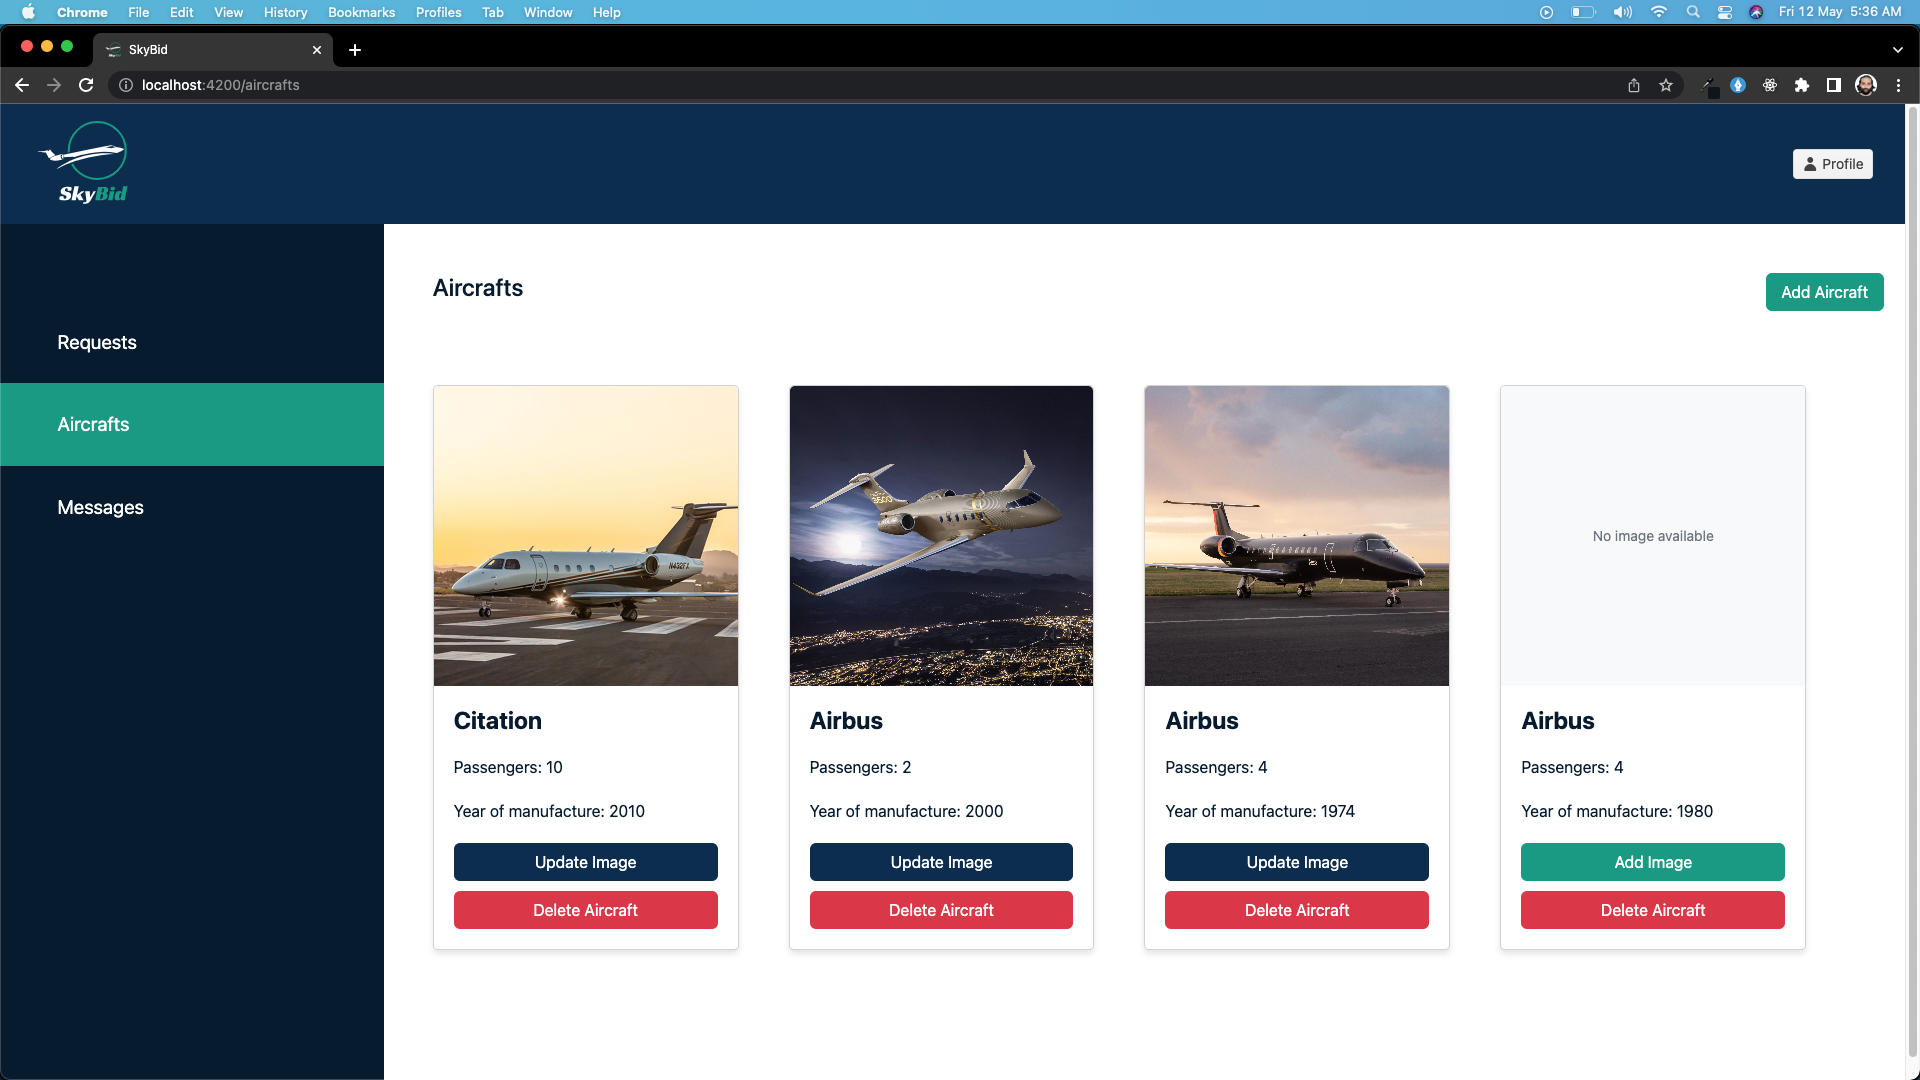 Chrome File Edit View History Bookmarks Profiles Tab Window Help Fri 12 May 5:36 AM
SkyBid
localhost:4200/aircrafts
SkyBid
Profile
Requests
Aircrafts
Messages
Aircrafts
Add Aircraft
N432FX
No image available
Citation
Passengers: 10
Year of manufacture: 2010
Update Image
Delete Aircraft
Airbus
Passengers: 2
Year of manufacture: 2000
Update Image
Delete Aircraft
Airbus
Passengers: 4
Year of manufacture: 1974
Update Image
Delete Aircraft
Airbus
Passengers: 4
Year of manufacture: 1980
Add Image
Delete Aircraft